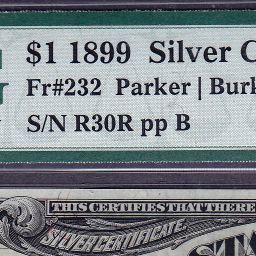 $1 1899 Silver C
Fr#232 Parker | Burk
S/N R30R pp B
THIS CERTIFIES THAT THERE
SILVER CERTIFICATE.